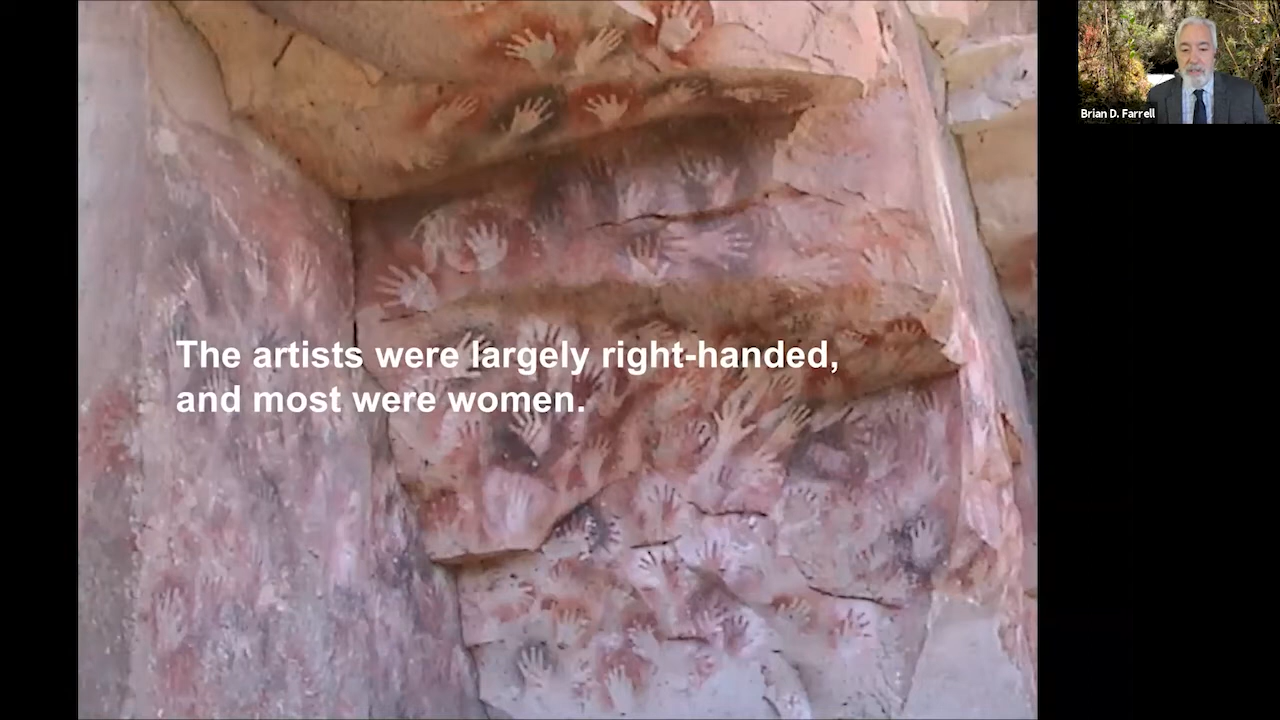 Brian D. Farrell
The artists were largely right-handed,
and most were women.